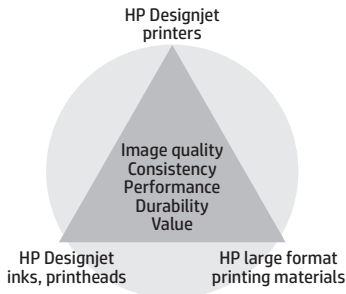 HP Designjet
printers
Image quality
Consistency
Performance
Durability
Value
HP Designjet
inks, printheads
HP large format
printing materials